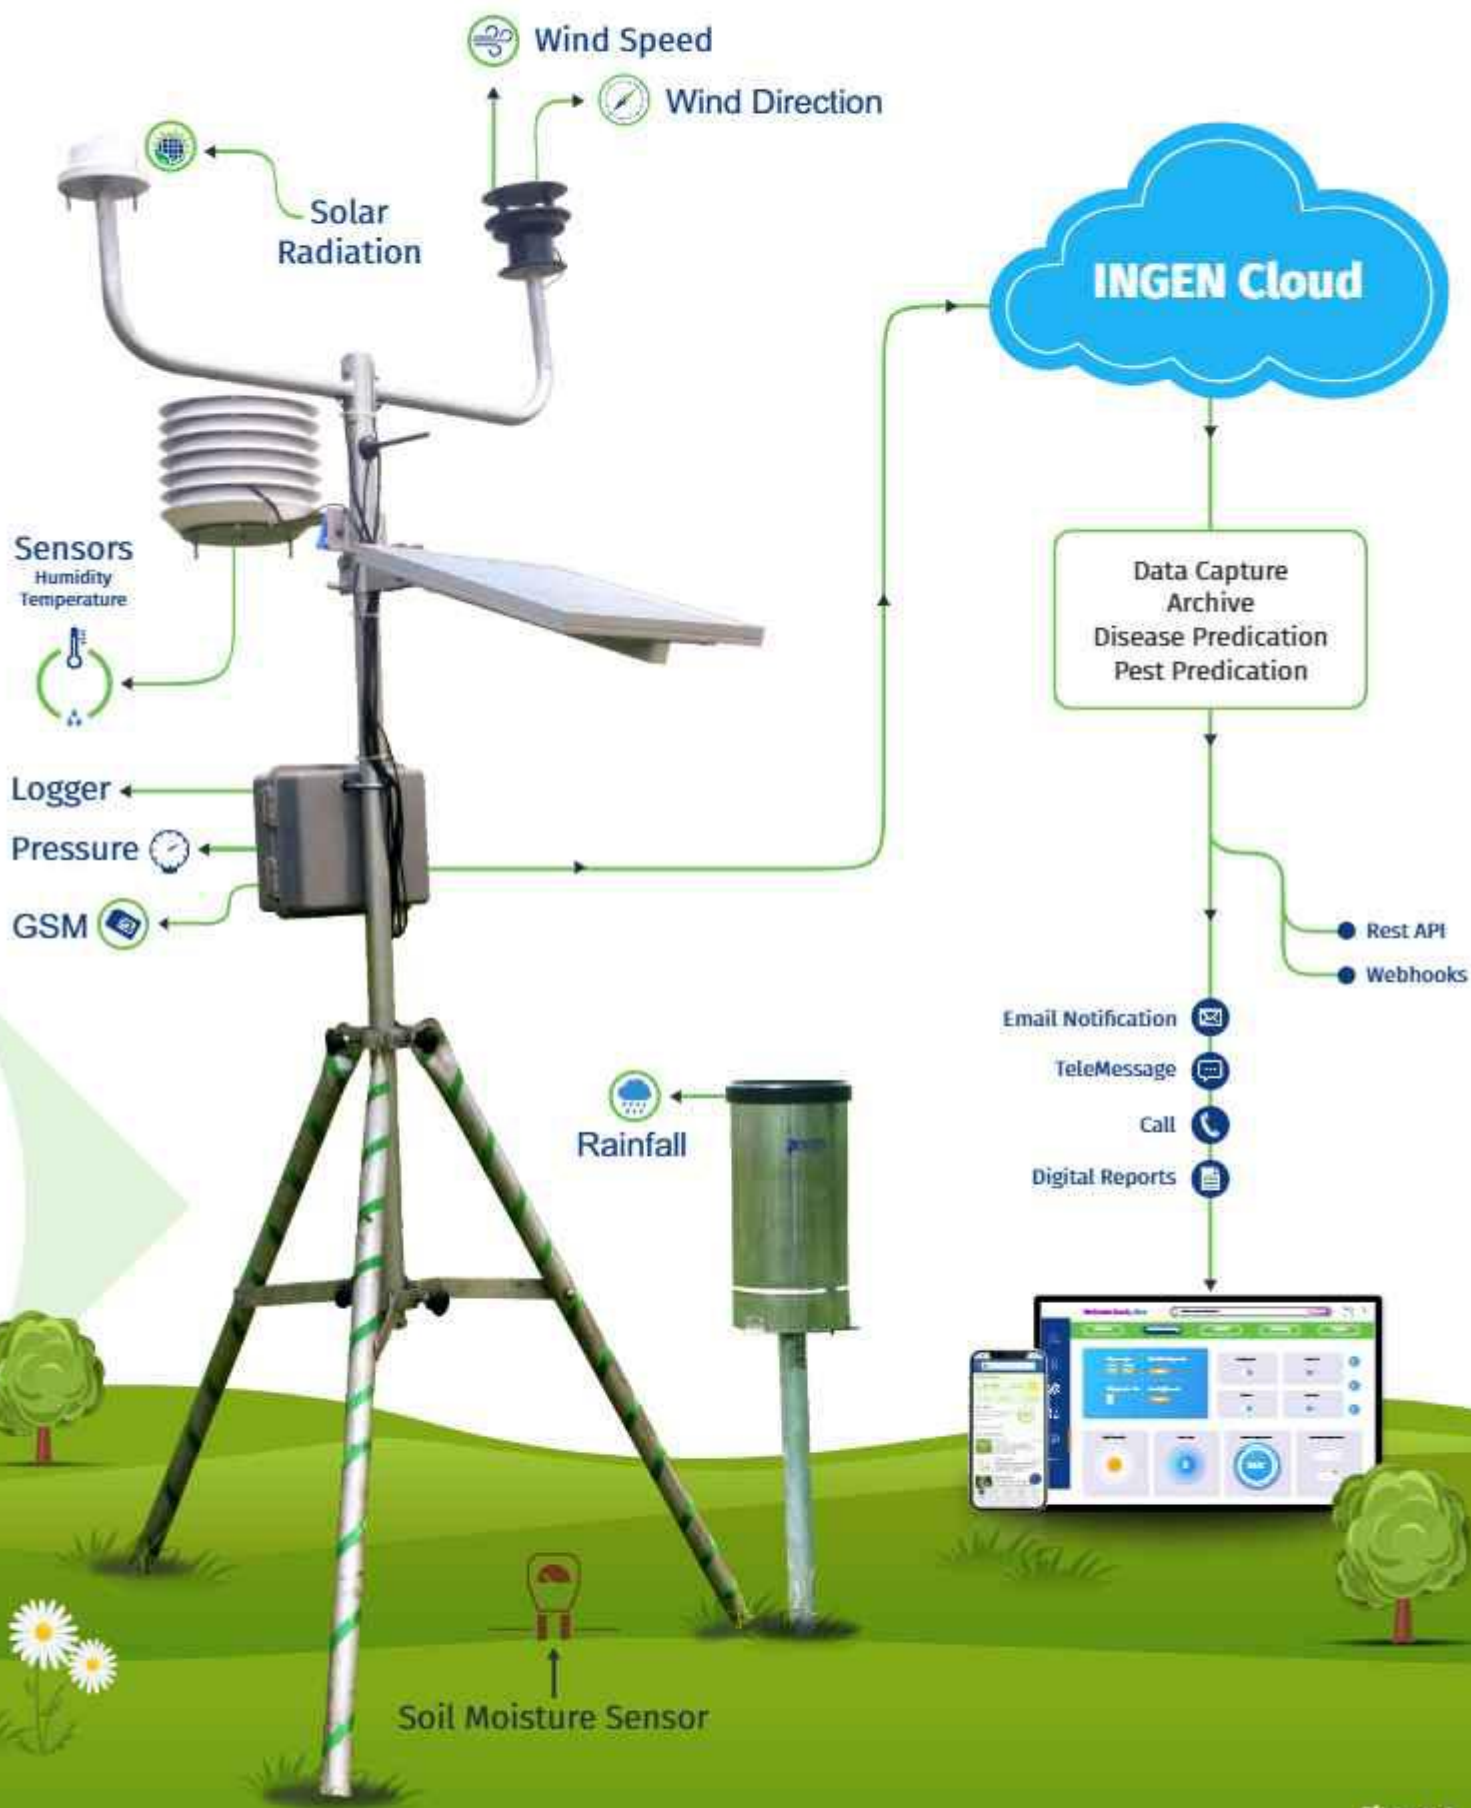 Wind Speed
Wind Direction
Solar
Radiation
INGEN Cloud
Sensors
Humidity
Temperature
Data Capture
Archive
Disease Predication
Pest Predication
Logger
Pressure
GSM
Rest API
Webhooks
Email Notification
TeleMessage
Call
Digital Reports
Rainfall
Soil Moisture Sensor